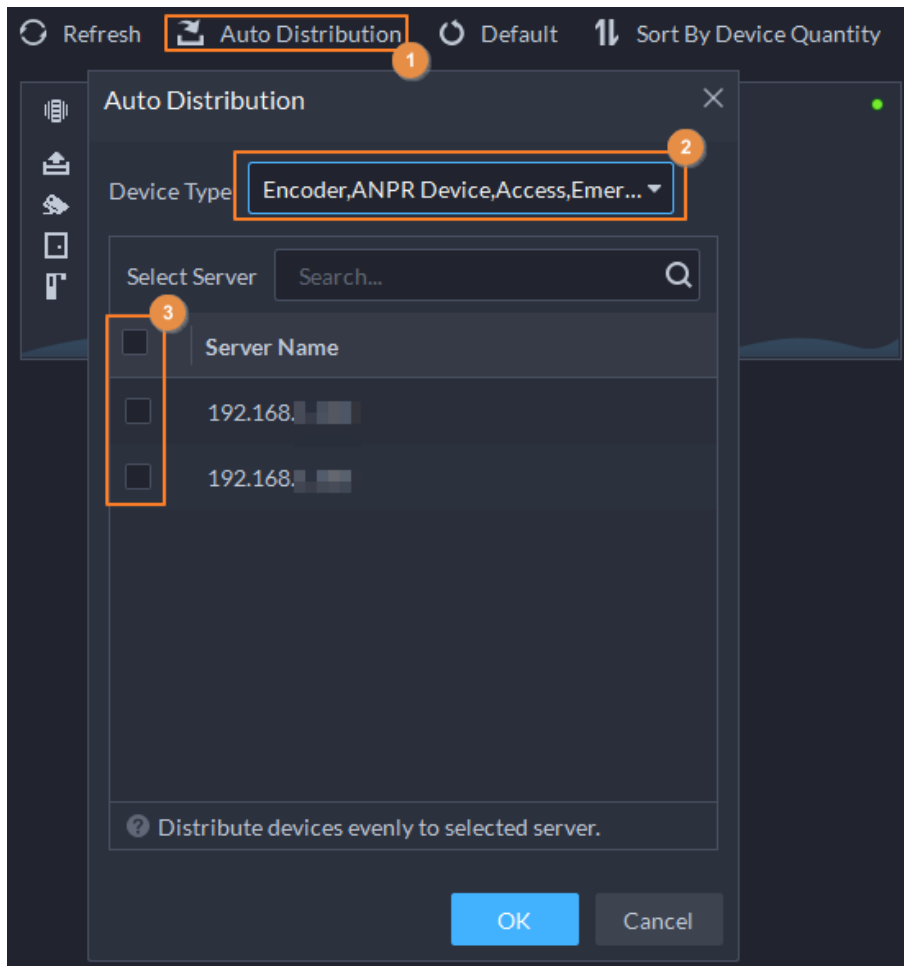 Refresh Auto Distribution Default Sort By Device Quantity
1
Auto Distribution
2
Device Type Encoder,ANPR Device,Access,Emer...
Select Server Search...
3
Server Name
192.168.
192.168.
Distribute devices evenly to selected server.
OK Cancel